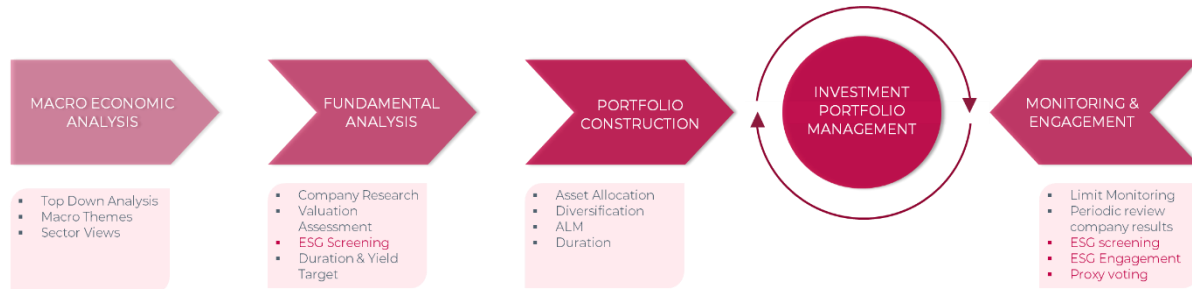 MACRO ECONOMIC
ANALYSIS
▪ Top Down Analysis
▪ Macro Themes
▪ Sector Views
FUNDAMENTAL
ANALYSIS
▪ Company Research
▪ Valuation
Assessment
▪ ESG Screening
▪ Duration & Yield
Target
PORTFOLIO
CONSTRUCTION
▪ Asset Allocation
▪ Diversification
▪ ALM
▪ Duration
INVESTMENT
PORTFOLIO
MANAGEMENT
MONITORING &
ENGAGEMENT
▪ Limit Monitoring
▪ Periodic review
company results
▪ ESG screening
▪ ESG Engagement
▪ Proxy voting